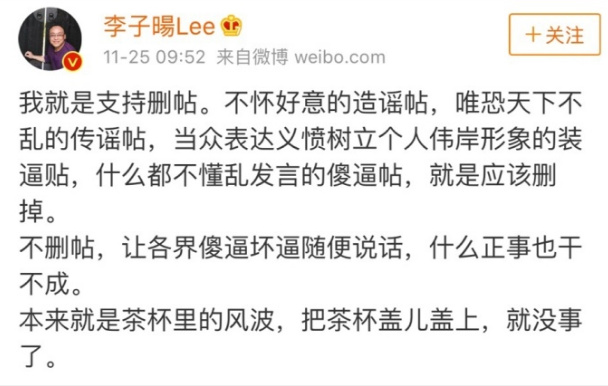 李子暘Lee
+关注
11-25 09:52 来自微博 weibo.com
我就是支持删帖。不怀好意的造谣帖，唯恐天下不
乱的传谣帖，当众表达义愤树立个人伟岸形象的装
逼贴，什么都不懂乱发言的傻逼帖，就是应该删
掉。
不删帖，让各界傻逼坏逼随便说话，什么正事也干
不成。
本来就是茶杯里的风波，把茶杯盖儿盖上，就没事
了。